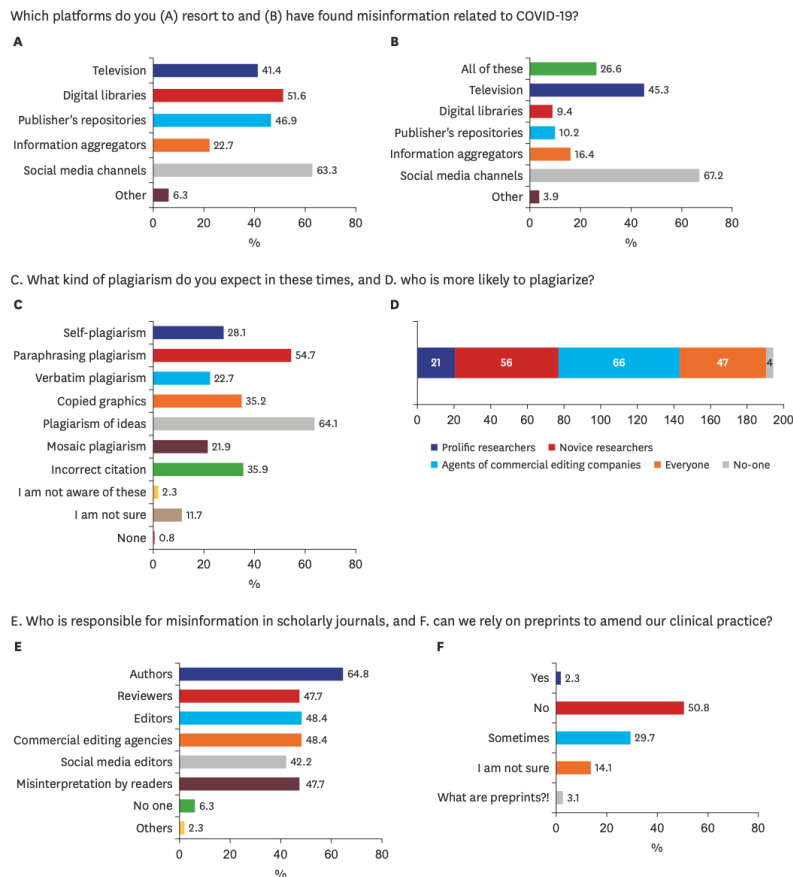 Which platforms do you (A) resort to and (B) have found misinformation related to COVID-19?
A
Television 41.4
Digital libraries 51.6
Publisher's repositories 46.9
Information aggregators 22.7
Social media channels 63.3
Other 6.3
0 20 40 60 80
%
B
All of these 26.6
Television 45.3
Digital libraries 9.4
Publisher's repositories 10.2
Information aggregators 16.4
Social media channels 67.2
Other 3.9
0 20 40 60 80
%
C. What kind of plagiarism do you expect in these times, and D. who is more likely to plagiarize?
C
Self-plagiarism 28.1
Paraphrasing plagiarism 54.7
Verbatim plagiarism 22.7
Copied graphics 35.2
Plagiarism of ideas 64.1
Mosaic plagiarism 21.9
Incorrect citation 35.9
I am not aware of these 2.3
I am not sure 11.7
None 0.8
0 20 40 60 80
%
D
21 56 66 47 4
0 20 40 60 80 100 120 140 160 180 200
Prolific researchers Novice researchers
Agents of commercial editing companies Everyone No-one
E. Who is responsible for misinformation in scholarly journals, and F. can we rely on preprints to amend our clinical practice?
E
Authors 64.8
Reviewers 47.7
Editors 48.4
Commercial editing agencies 48.4
Social media editors 42.2
Misinterpretation by readers 47.7
No one 6.3
Others 2.3
0 20 40 60 80
%
F
Yes 2.3
No 50.8
Sometimes 29.7
I am not sure 14.1
What are preprints?! 3.1
0 20 40 60 80
%